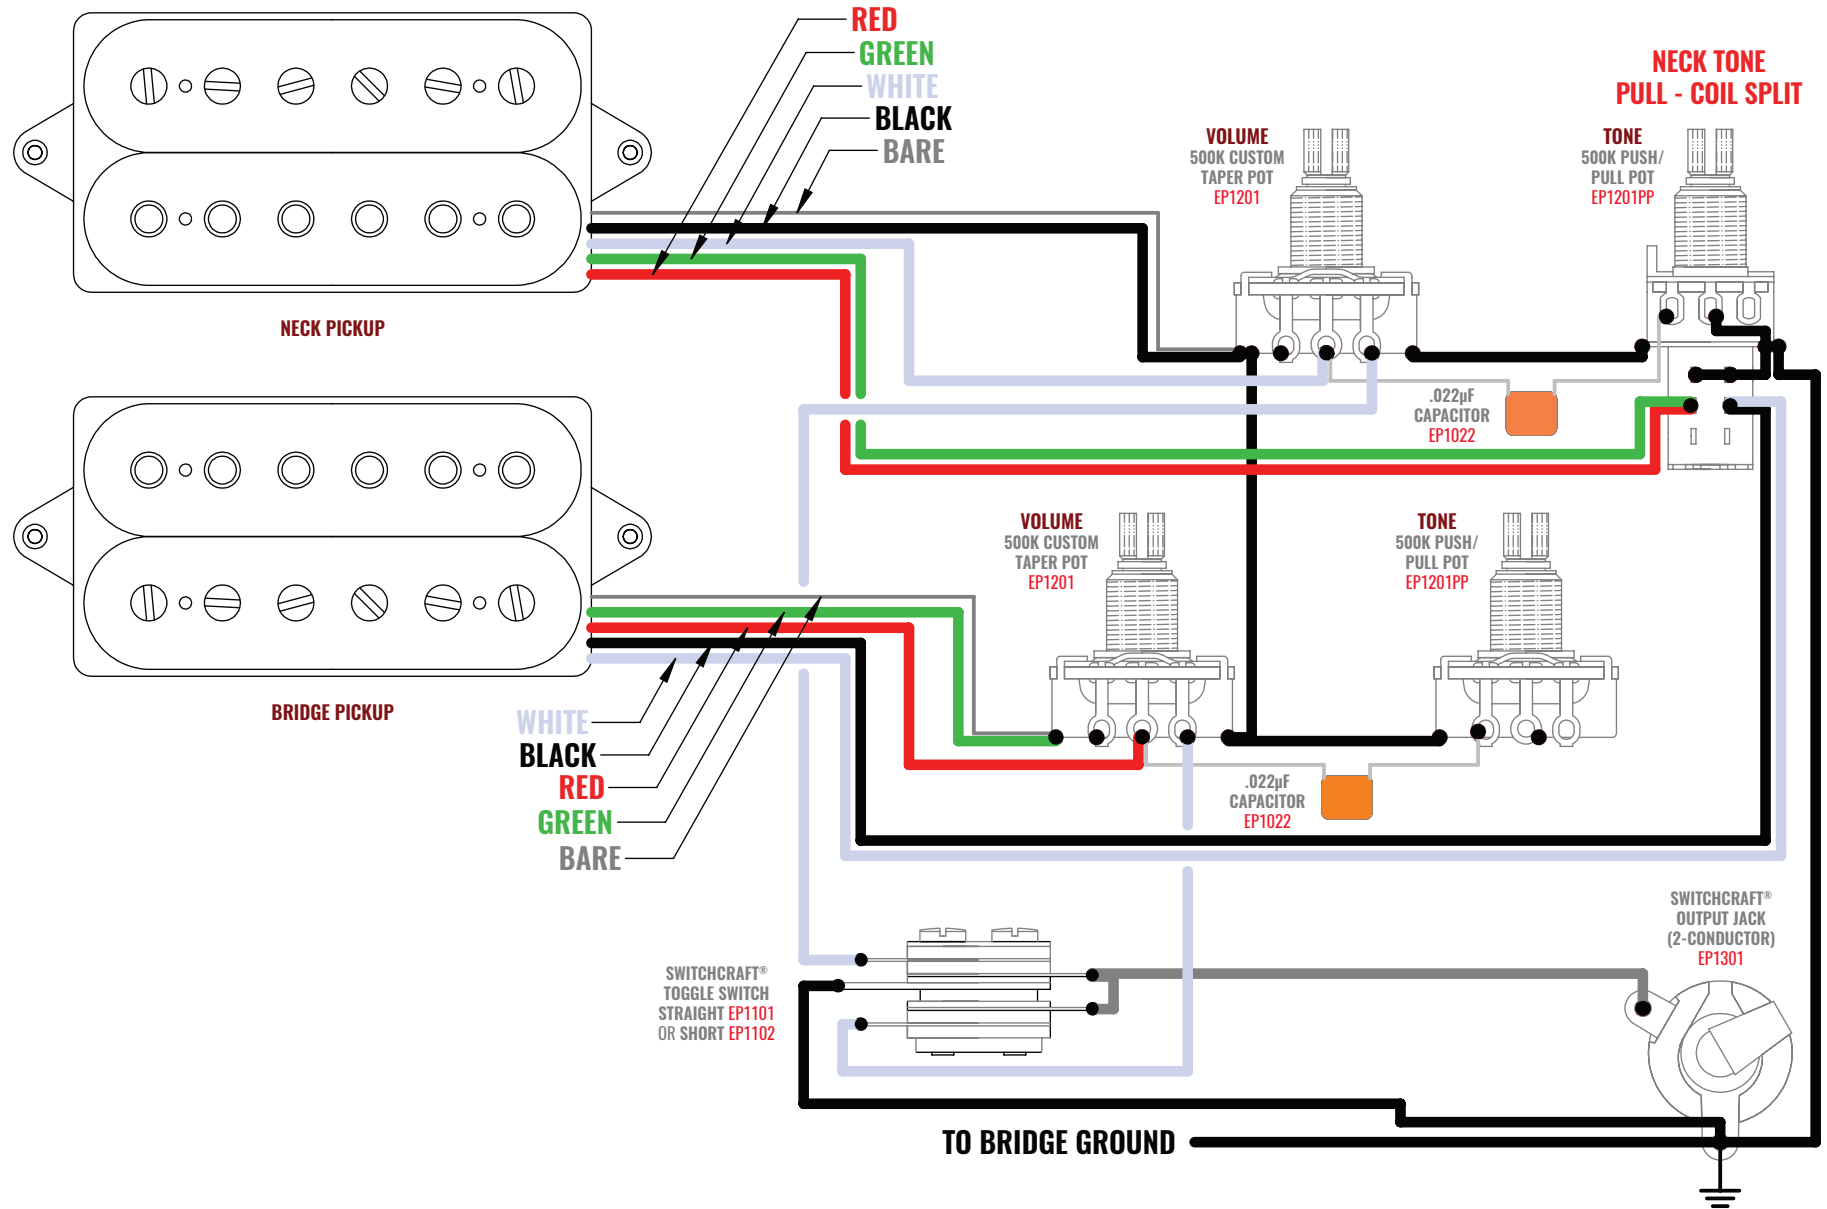 RED
GREEN
WHITE
BLACK
BARE
NECK TONE
PULL - COIL SPLIT
VOLUME
500K CUSTOM
TAPER POT
EP1201
TONE
500K PUSH/
PULL POT
EP1201PP
NECK PICKUP
.022µF
CAPACITOR
EP1022
VOLUME
500K CUSTOM
TAPER POT
EP1201
TONE
500K PUSH/
PULL POT
EP1201PP
BRIDGE PICKUP
WHITE
BLACK
RED
GREEN
BARE
.022µF
CAPACITOR
EP1022
SWITCHCRAFT®
OUTPUT JACK
(2-CONDUCTOR)
EP1301
SWITCHCRAFT®
TOGGLE SWITCH
STRAIGHT EP1101
OR SHORT EP1102
TO BRIDGE GROUND